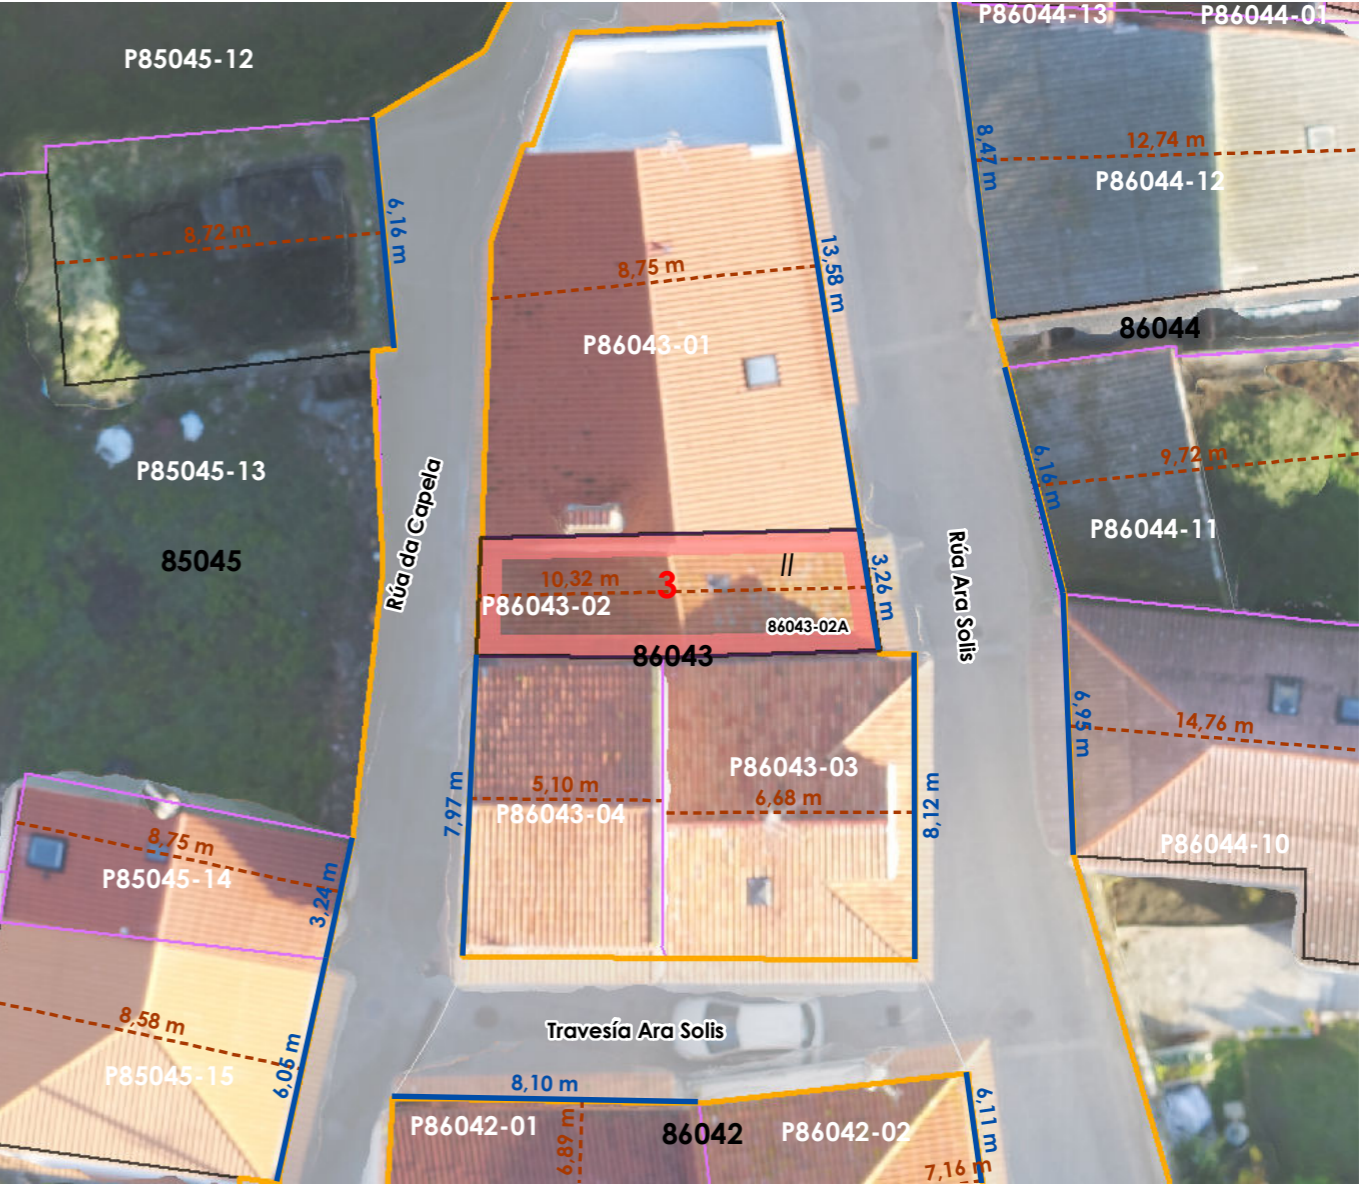 P86044-13
P86044-01
P85045-12
8,47 m
12,74 m
P86044-12
6,16 m
8,72 m
8,75 m
13,58 m
P86043-01
86044
P85045-13
Rúa da Capela
85045
6,16 m
9,72 m
P86044-11
Rúa Ara Solis
10,32 m
3
II
3,26 m
P86043-02
86043-02A
86043
6,95 m
14,76 m
P86043-03
5,10 m
6,68 m
7,97 m
8,12 m
P86043-04
P86044-10
8,75 m
P85045-14
3,24 m
8,58 m
Travesía Ara Solis
P85045-15
6,05 m
8,10 m
P86042-01
6,89 m
86042
P86042-02
6,11 m
7,16 m